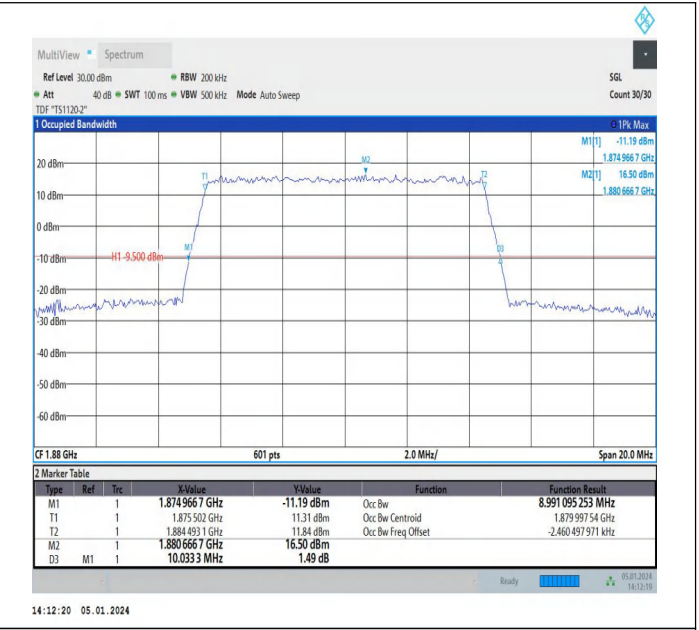 MultiView Spectrum
Ref Level 30.00 dBm RBW 200 kHz SGL
Att 40 dB SWT 100 ms VBW 500 kHz Mode Auto Sweep Count 30/30
TDF "TS1120-2"
1 Occupied Bandwidth 1Pk Max
M1[1] -11.19 dBm
1.874 966 7 GHz
M2[1] 16.50 dBm
1.880 666 7 GHz
20 dBm
M2
T1
T2
10 dBm
0 dBm
M1
D3
-10 dBm
H1 -9.500 dBm
-20 dBm
-30 dBm
-40 dBm
-50 dBm
-60 dBm
CF 1.88 GHz 601 pts 2.0 MHz/ Span 20.0 MHz
2 Marker Table
Type Ref Trc X-Value Y-Value Function Function Result
M1 1 1.874 966 7 GHz -11.19 dBm Occ Bw 8.991 095 253 MHz
T1 1 1.875 502 GHz 11.31 dBm Occ Bw Centroid 1.879 997 54 GHz
T2 1 1.884 493 1 GHz 11.84 dBm Occ Bw Freq Offset -2.460 497 971 kHz
M2 1 1.880 666 7 GHz 16.50 dBm
D3 M1 1 10.033 3 MHz 1.49 dB
Ready 05.01.2024
14:12:19
14:12:20 05.01.2024